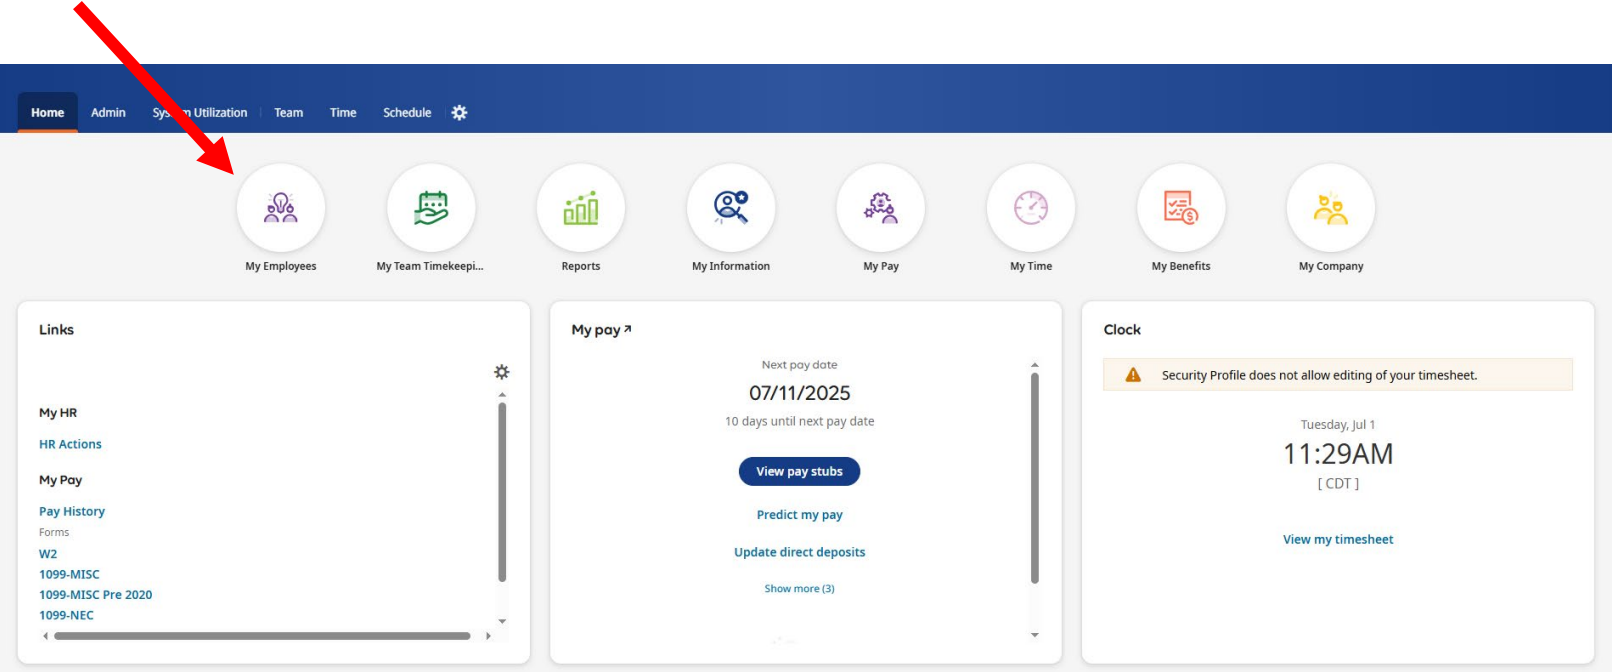 Home Admin System Utilization Team Time Schedule
My Employees My Team Timekeepi... Reports My Information My Pay My Time My Benefits My Company
Links
My HR
HR Actions
My Pay
Pay History
Forms
W2
1099-MISC
1099-MISC Pre 2020
1099-NEC
My pay
Next pay date
07/11/2025
10 days until next pay date
View pay stubs
Predict my pay
Update direct deposits
Show more (3)
Clock
Security Profile does not allow editing of your timesheet.
Tuesday, Jul 1
11:29AM
[ CDT ]
View my timesheet